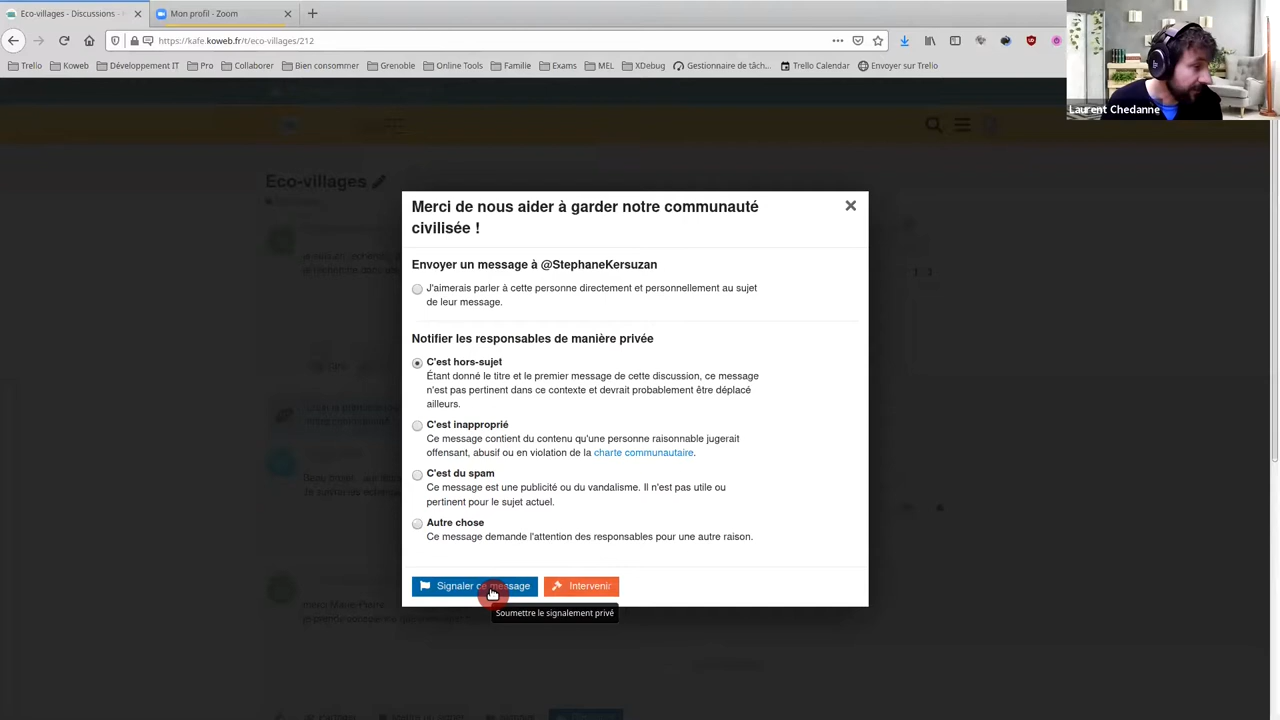 Eco-villages - Discussions -
Mon profil - Zoom
https://kafe.koweb.fr/t/eco-villages/212
Trello Koweb Développement IT Pro Collaborer Bien consommer Grenoble Online Tools Famille Exams MEL XDebug Gestionnaire de tâch... Trello Calendar Envoyer sur Trello
Laurent Chedanne
Eco-villages
1
3
Merci de nous aider à garder notre communauté
civilisée !
Envoyer un message à @StephaneKersuzan
J'aimerais parler à cette personne directement et personnellement au sujet
de leur message.
Notifier les responsables de manière privée
C'est hors-sujet
Étant donné le titre et le premier message de cette discussion, ce message
n'est pas pertinent dans ce contexte et devrait probablement être déplacé
ailleurs.
C'est inapproprié
Ce message contient du contenu qu'une personne raisonnable jugerait
offensant, abusif ou en violation de la charte communautaire.
C'est du spam
Ce message est une publicité ou du vandalisme. Il n'est pas utile ou
pertinent pour le sujet actuel.
Autre chose
Ce message demande l'attention des responsables pour une autre raison.
Signaler ce message Intervenir
Soumettre le signalement privé